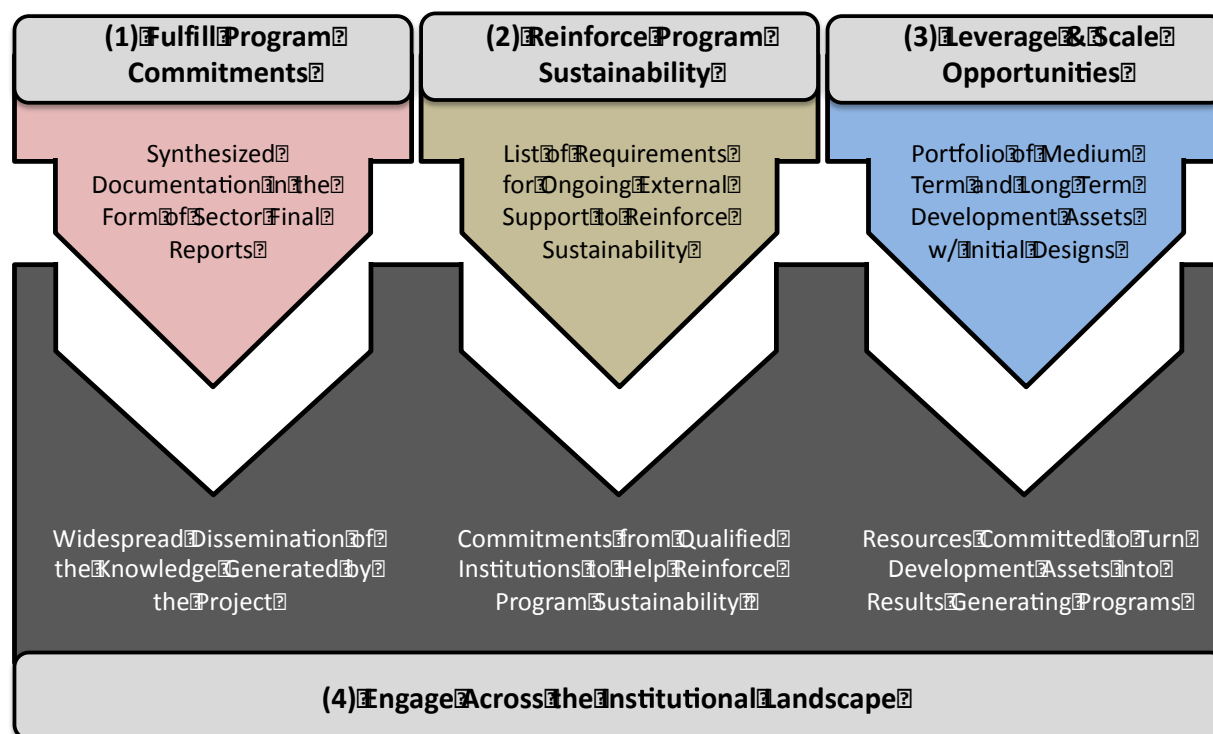 (1) Fulfill Program
Commitments
(2) Reinforce Program
Sustainability
(3) Leverage & Scale
Opportunities
Synthesized
Documentation in the
Form of Sector Final
Reports
List of Requirements
for Ongoing External
Support to Reinforce
Sustainability
Portfolio of Medium
Term and Long Term
Development Assets
w/ Initial Designs
Widespread Dissemination of
the Knowledge Generated by
the Project
Commitments from Qualified
Institutions to Help Reinforce
Program Sustainability
Resources Committed to Turn
Development Assets into
Results Generating Programs
(4) Engage Across the Institutional Landscape